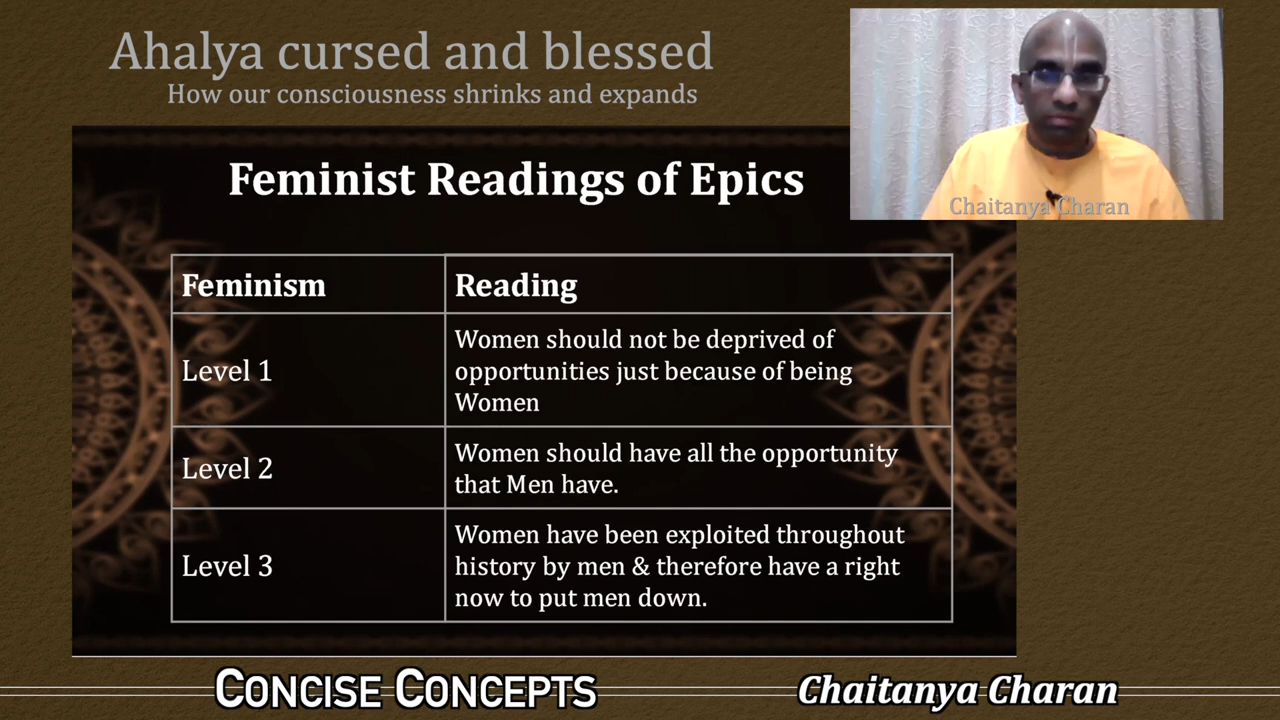 Ahalya cursed and blessed
How our consciousness shrinks and expands
Chaitanya Charan
Feminist Readings of Epics
Feminism
Reading
Level 1
Women should not be deprived of
opportunities just because of being
Women
Level 2
Women should have all the opportunity
that Men have.
Level 3
Women have been exploited throughout
history by men & therefore have a right
now to put men down.
CONCISE CONCEPTS
Chaitanya Charan